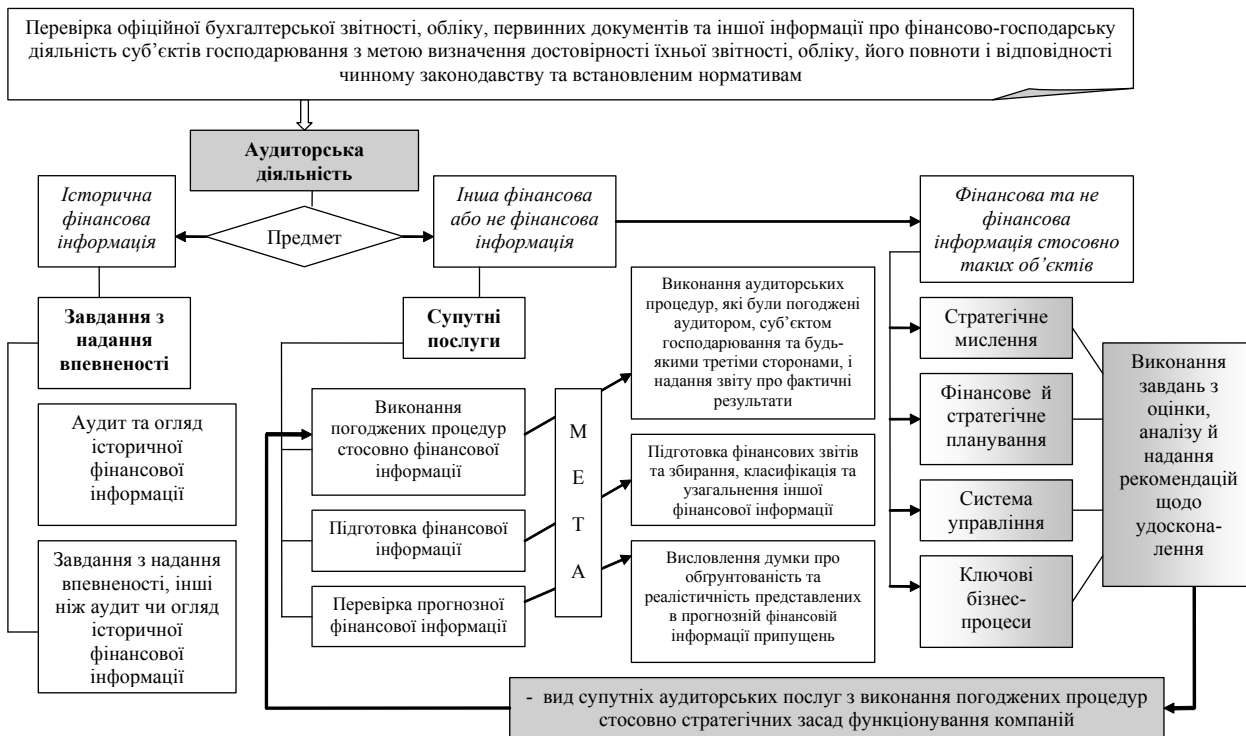 Перевірка офіційної бухгалтерської звітності, обліку, первинних документів та іншої інформації про фінансово-господарську
діяльність суб’єктів господарювання з метою визначення достовірності їхньої звітності, обліку, його повноти і відповідності
чинному законодавству та встановленим нормативам
Аудиторська
діяльність
Історична
фінансова
інформація
Предмет
Інша фінансова
або не фінансова
інформація
Фінансова та не
фінансова
інформація стосовно
таких об’єктів
Завдання з
надання
впевненості
Аудит та огляд
історичної
фінансової
інформації
Завдання з надання
впевненості, інші
ніж аудит чи огляд
історичної
фінансової
інформації
Супутні
послуги
Виконання
погоджених процедур
стосовно фінансової
інформації
Підготовка фінансової
інформації
Перевірка прогнозної
фінансової інформації
М
Е
Т
А
Виконання аудиторських
процедур, які були погоджені
аудитором, суб’єктом
господарювання та будь-
якими третіми сторонами, і
надання звіту про фактичні
результати
Підготовка фінансових звітів
та збирання, класифікація та
узагальнення іншої
фінансової інформації
Висловлення думки про
обґрунтованість та
реалістичність представлених
в прогнозній фінансовій
інформації припущень
Стратегічне
мислення
Фінансове й
стратегічне
планування
Система
управління
Ключові
бізнес-
процеси
Виконання
завдань з
оцінки,
аналізу й
надання
рекомендацій
щодо
удоскона-
лення
- вид супутніх аудиторських послуг з виконання погоджених процедур
стосовно стратегічних засад функціонування компаній